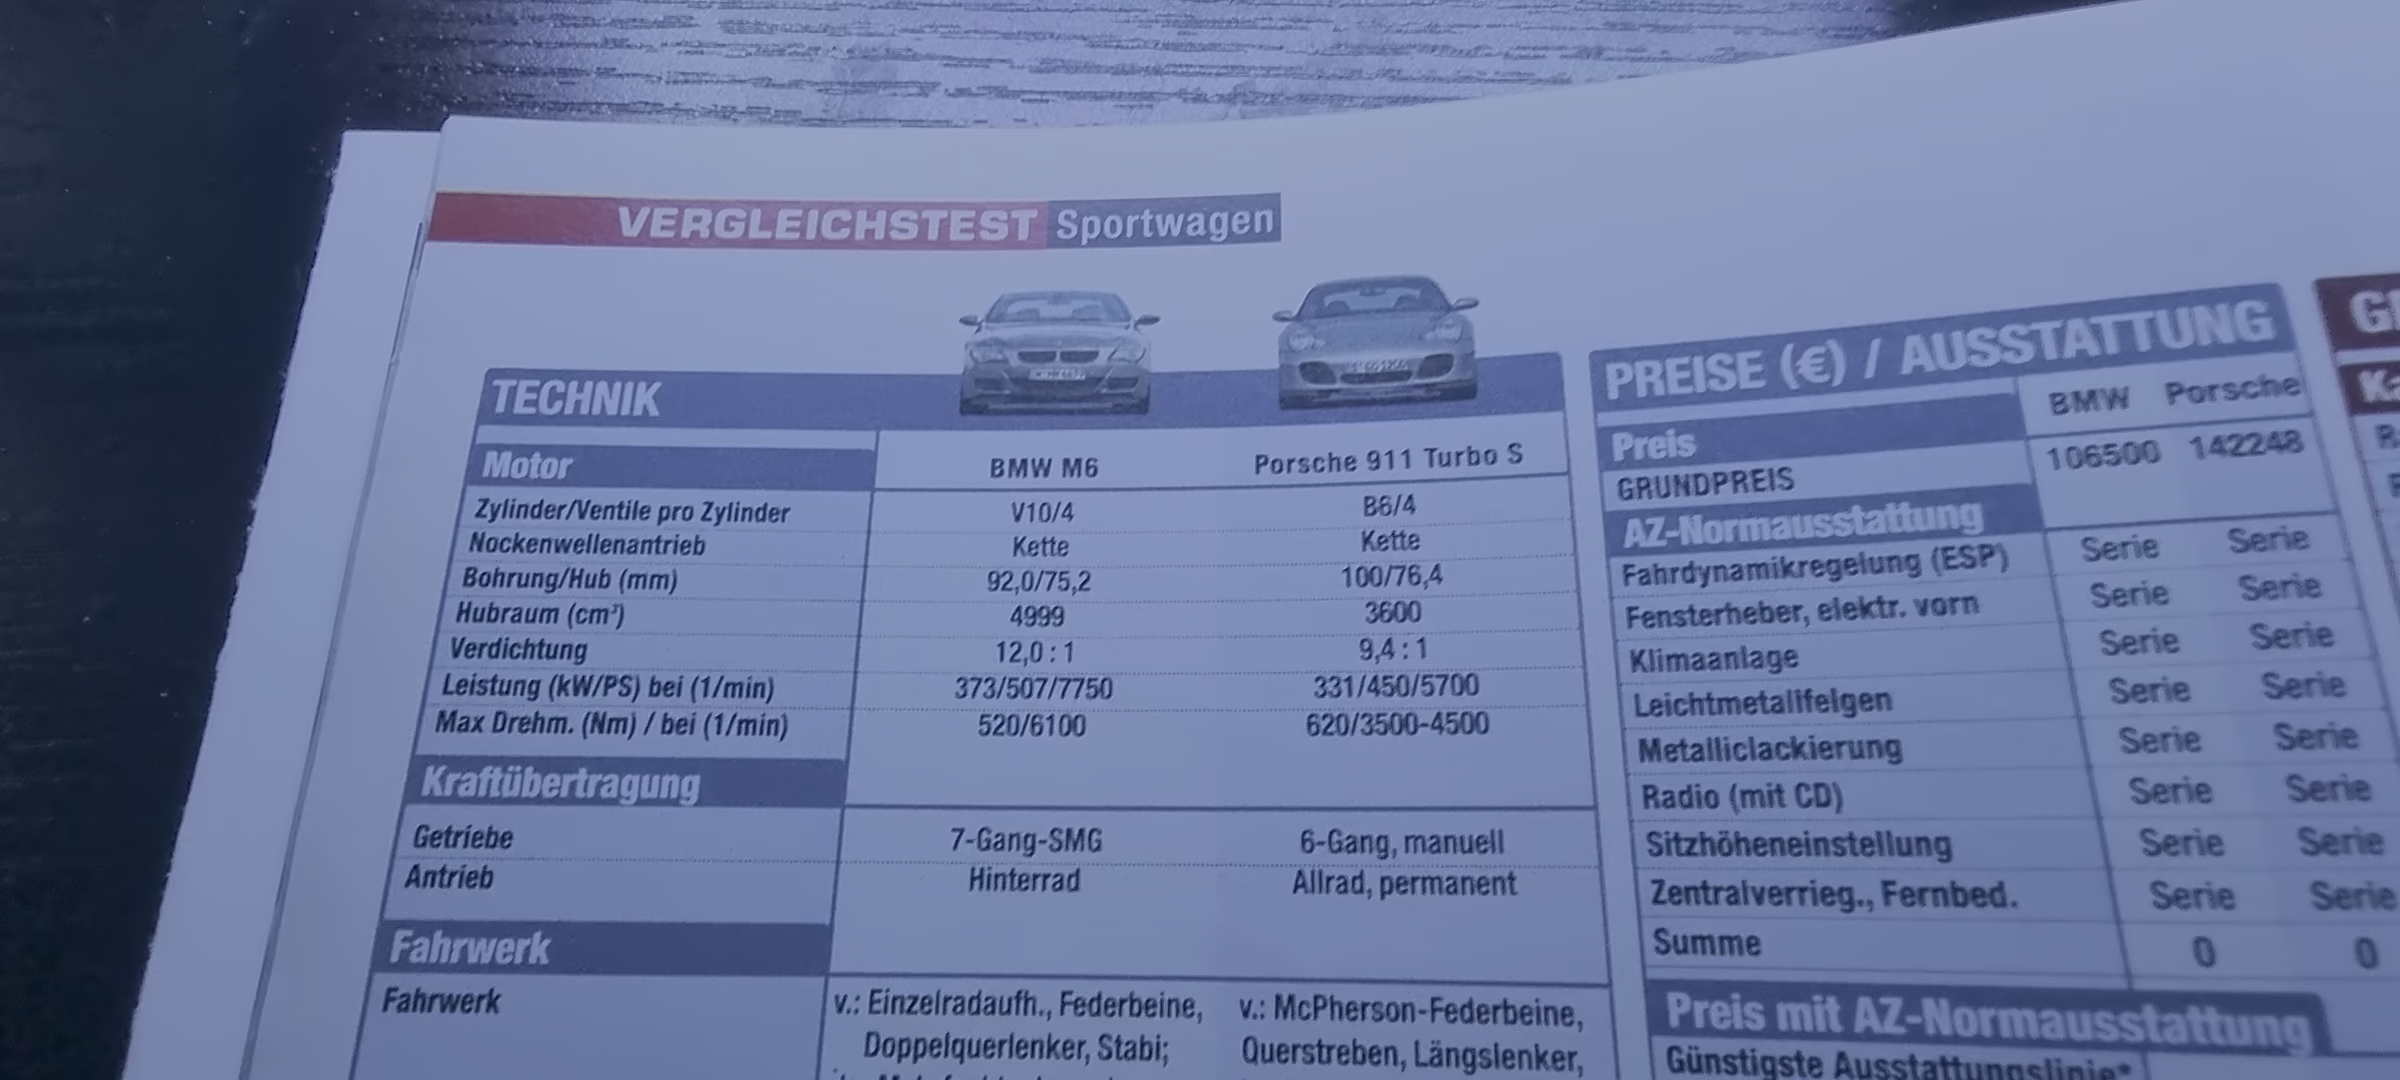 VERGLEICHSTEST Sportwagen
TECHNIK
Motor BMW M6 Porsche 911 Turbo S
Zylinder/Ventile pro Zylinder V10/4 B6/4
Nockenwellenantrieb Kette Kette
Bohrung/Hub (mm) 92,0/75,2 100/76,4
Hubraum (cm³) 4999 3600
Verdichtung 12,0 : 1 9,4 : 1
Leistung (kW/PS) bei (1/min) 373/507/7750 331/450/5700
Max Drehm. (Nm) / bei (1/min) 520/6100 620/3500-4500
Kraftübertragung
Getriebe 7-Gang-SMG 6-Gang, manuell
Antrieb Hinterrad Allrad, permanent
Fahrwerk
Fahrwerk v.: Einzelradaufh., Federbeine, v.: McPherson-Federbeine,
Doppelquerlenker, Stabi; Querstreben, Längslenker,
PREISE (€) / AUSSTATTUNG
BMW Porsche
Preis
GRUNDPREIS 106500 142248
AZ-Normausstattung
Fahrdynamikregelung (ESP) Serie Serie
Fensterheber, elektr. vorn Serie Serie
Klimaanlage Serie Serie
Leichtmetallfelgen Serie Serie
Metalliclackierung Serie Serie
Radio (mit CD) Serie Serie
Sitzhöheneinstellung Serie Serie
Zentralverrieg., Fernbed. Serie Serie
Summe 0 0
Preis mit AZ-Normausstattung
Günstigste Ausstattungslinie*